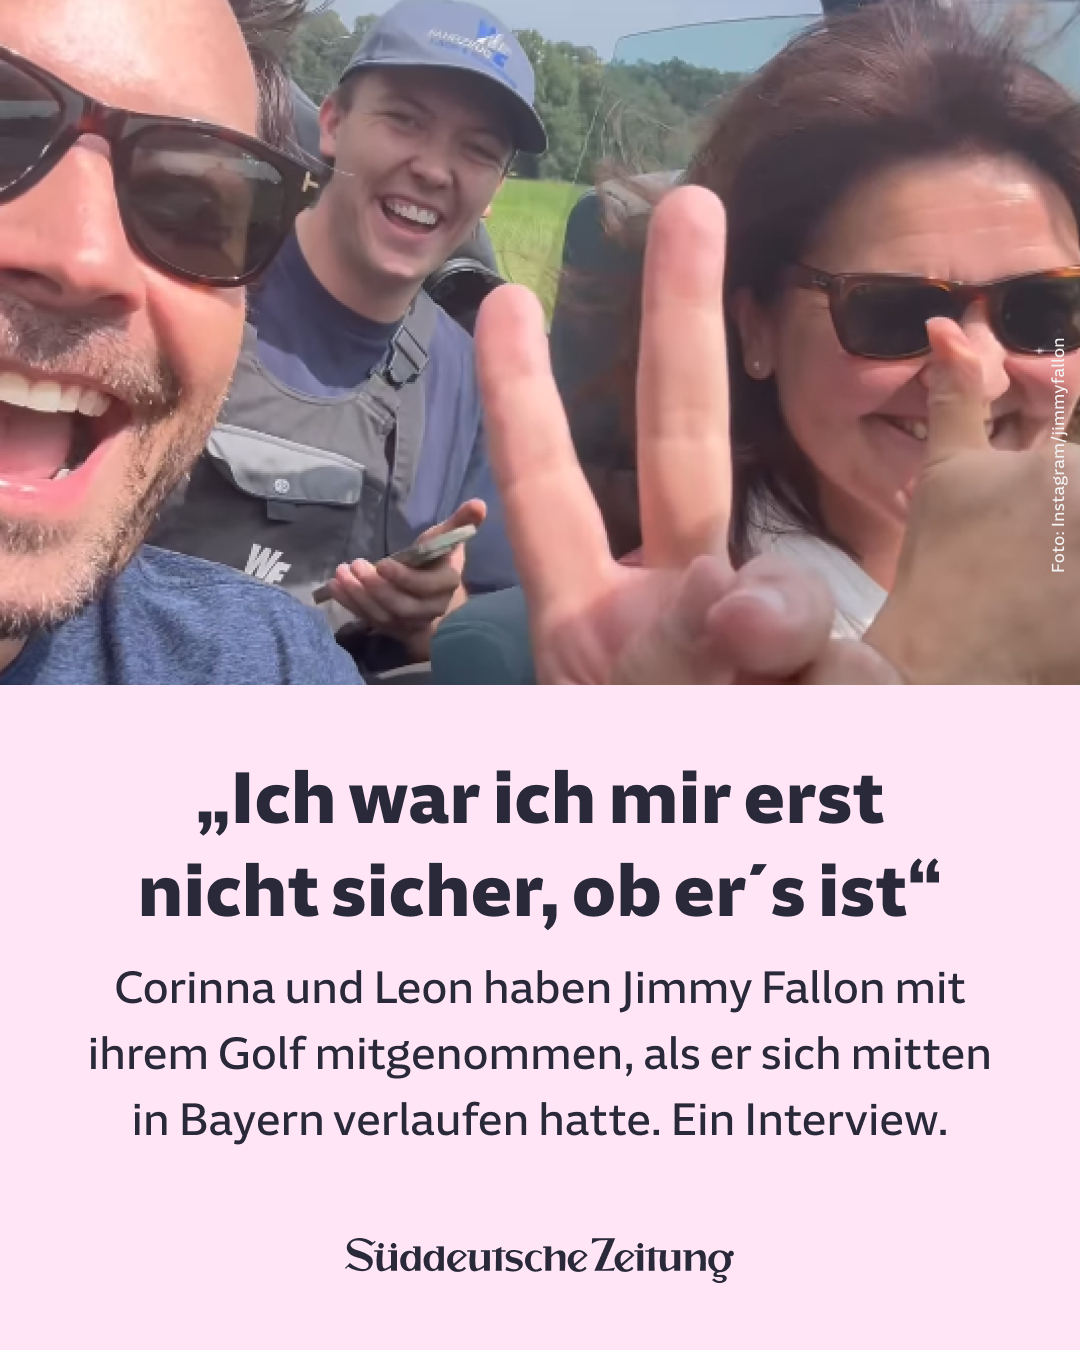 WE
Foto: Instagram/jimmyfallon
„Ich war ich mir erst
nicht sicher, ob er´s ist“
Corinna und Leon haben Jimmy Fallon mit
ihrem Golf mitgenommen, als er sich mitten
in Bayern verlaufen hatte. Ein Interview.
Süddeutsche Zeitung